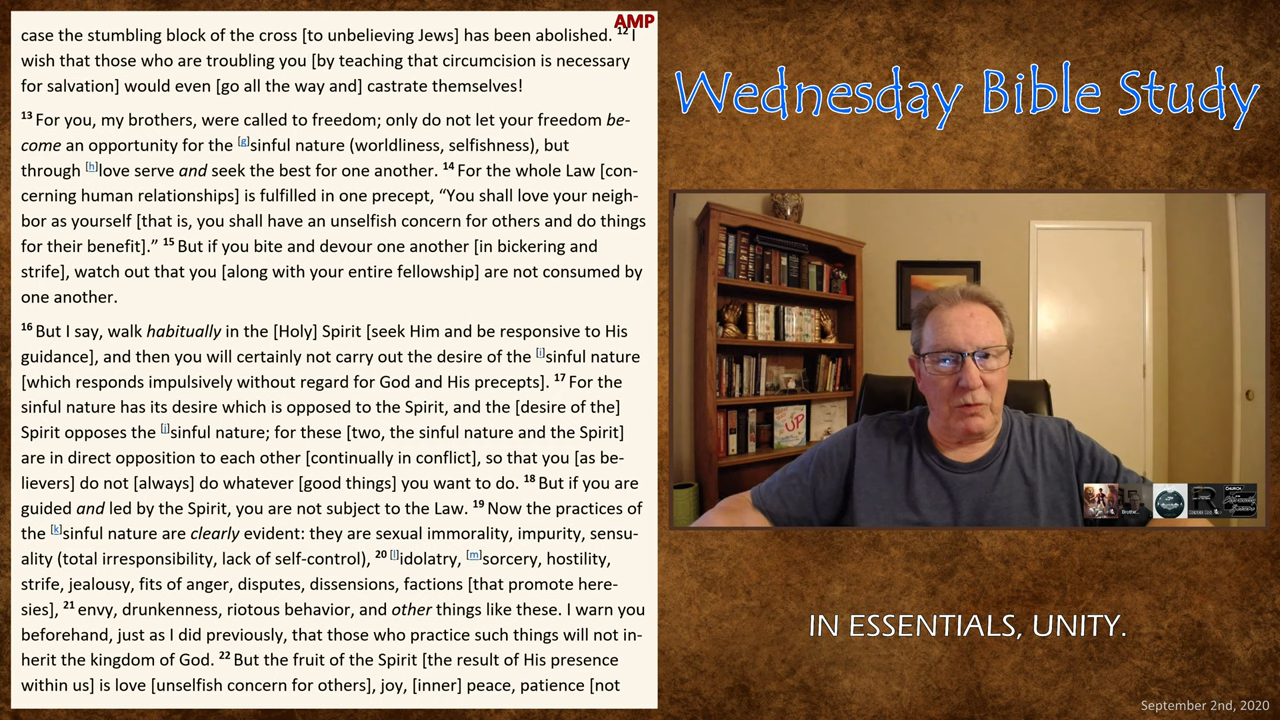 AMP
case the stumbling block of the cross [to unbelieving Jews] has been abolished. 12 I
wish that those who are troubling you [by teaching that circumcision is necessary
for salvation] would even [go all the way and] castrate themselves!
13 For you, my brothers, were called to freedom; only do not let your freedom be-
come an opportunity for the [g]sinful nature (worldliness, selfishness), but
through [h]love serve and seek the best for one another. 14 For the whole Law [con-
cerning human relationships] is fulfilled in one precept, “You shall love your neigh-
bor as yourself [that is, you shall have an unselfish concern for others and do things
for their benefit].” 15 But if you bite and devour one another [in bickering and
strife], watch out that you [along with your entire fellowship] are not consumed by
one another.
16 But I say, walk habitually in the [Holy] Spirit [seek Him and be responsive to His
guidance], and then you will certainly not carry out the desire of the [i]sinful nature
[which responds impulsively without regard for God and His precepts]. 17 For the
sinful nature has its desire which is opposed to the Spirit, and the [desire of the]
Spirit opposes the [j]sinful nature; for these [two, the sinful nature and the Spirit]
are in direct opposition to each other [continually in conflict], so that you [as be-
lievers] do not [always] do whatever [good things] you want to do. 18 But if you are
guided and led by the Spirit, you are not subject to the Law. 19 Now the practices of
the [k]sinful nature are clearly evident: they are sexual immorality, impurity, sensu-
ality (total irresponsibility, lack of self-control), 20 [l]idolatry, [m]sorcery, hostility,
strife, jealousy, fits of anger, disputes, dissensions, factions [that promote here-
sies], 21 envy, drunkenness, riotous behavior, and other things like these. I warn you
beforehand, just as I did previously, that those who practice such things will not in-
herit the kingdom of God. 22 But the fruit of the Spirit [the result of His presence
within us] is love [unselfish concern for others], joy, [inner] peace, patience [not
Wednesday Bible Study
UP
Brothe...
CHURCH
IN ESSENTIALS, UNITY.
September 2nd, 2020